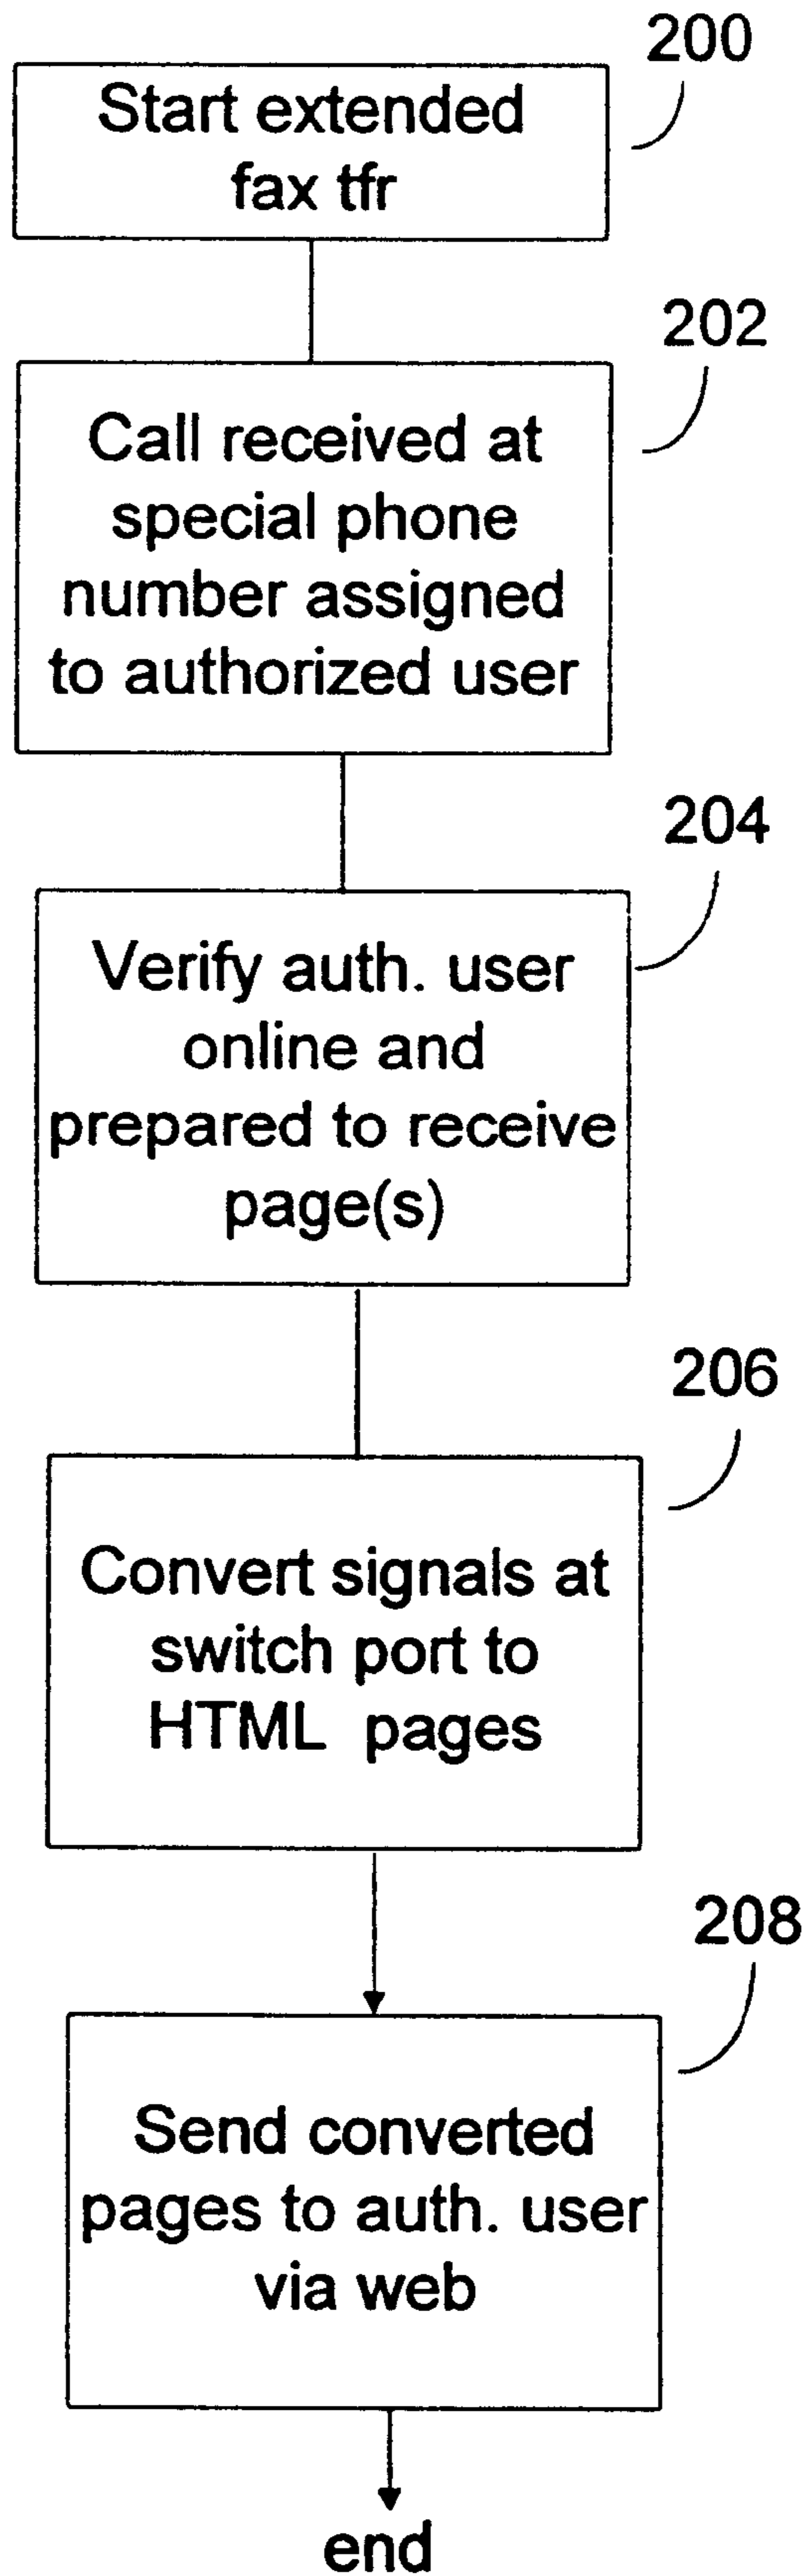 200
Start extended
fax tfr
202
Call received at
special phone
number assigned
to authorized user
204
Verify auth. user
online and
prepared to receive
page(s)
206
Convert signals at
switch port to
HTML pages
208
Send converted
pages to auth. user
via web
end